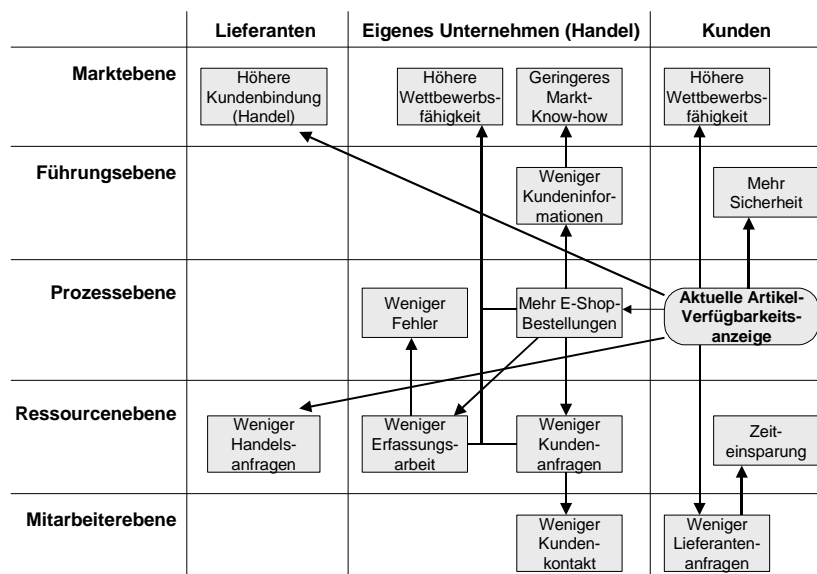 Lieferanten
Eigenes Unternehmen (Handel)
Kunden
Marktebene
Höhere
Kundenbindung
(Handel)
Höhere
Wettbewerbs-
fähigkeit
Geringeres
Markt-
Know-how
Höhere
Wettbewerbs-
fähigkeit
Führungsebene
Weniger
Kundeninfor-
mationen
Mehr
Sicherheit
Prozessebene
Weniger
Fehler
Mehr E-Shop-
Bestellungen
Aktuelle Artikel-
Verfügbarkeits-
anzeige
Ressourcenebene
Weniger
Handels-
anfragen
Weniger
Erfassungs-
arbeit
Weniger
Kunden-
anfragen
Zeit-
einsparung
Mitarbeiterebene
Weniger
Kunden-
kontakt
Weniger
Lieferanten-
anfragen